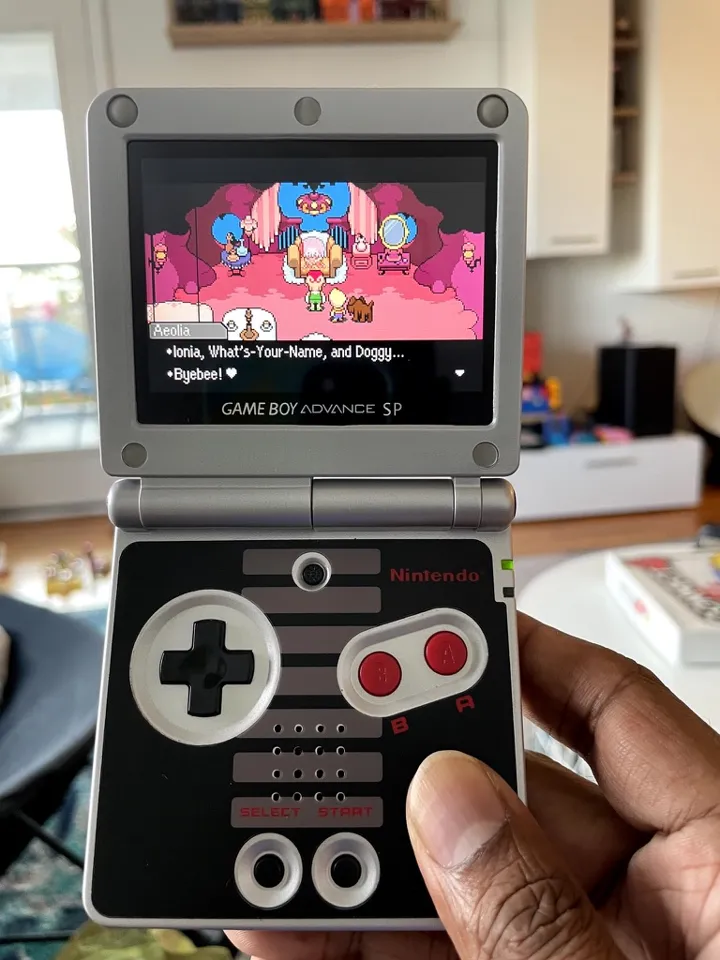 Aeolia
•Ionia, What's-Your-Name, and Doggy...
•Byebee! ♥
GAME BOY ADVANCE SP
Nintendo
B A
SELECT START